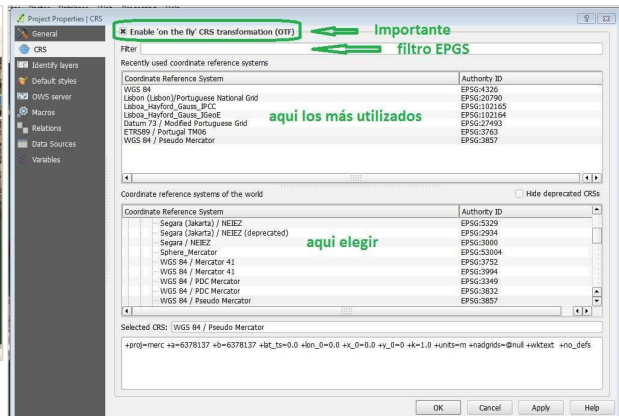 Project Properties | CRS
General
CRS
Identify layers
Default styles
OWS server
Macros
Relations
Data Sources
Variables
Enable 'on the fly' CRS transformation (OTF)
Importante
Filter
filtro EPGS
Recently used coordinate reference systems
Coordinate Reference System Authority ID
WGS 84 EPSG:4326
Lisbon (Lisbon)/Portuguese National Grid EPSG:20790
Lisboa_Hayford_Gauss_IPCC EPSG:102165
Lisboa_Hayford_Gauss_IGeoE EPSG:102164
Datum 73 / Modified Portuguese Grid EPSG:27493
ETRS89 / Portugal TM06 EPSG:3763
WGS 84 / Pseudo Mercator EPSG:3857
aqui los más utilizados
Coordinate reference systems of the world
Hide deprecated CRSs
Coordinate Reference System Authority ID
Segara (Jakarta) / NEIEZ EPSG:5329
Segara (Jakarta) / NEIEZ (deprecated) EPSG:2934
Segara / NEIEZ EPSG:3000
Sphere_Mercator EPSG:53004
WGS 84 / Mercator 41 EPSG:3752
WGS 84 / Mercator 41 EPSG:3994
WGS 84 / PDC Mercator EPSG:3349
WGS 84 / PDC Mercator EPSG:3832
WGS 84 / Pseudo Mercator EPSG:3857
aqui elegir
Selected CRS: WGS 84 / Pseudo Mercator
+proj=merc +a=6378137 +b=6378137 +lat_ts=0.0 +lon_0=0.0 +x_0=0.0 +y_0=0 +k=1.0 +units=m +nadgrids=@null +wktext +no_defs
OK
Cancel
Apply
Help